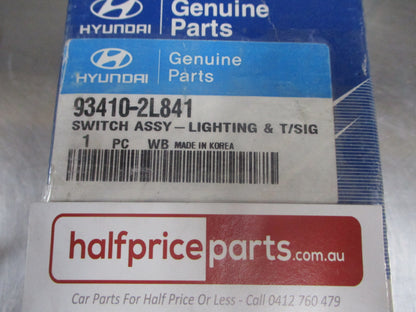 HYUNDAI
Genuine
Parts
HYUNDAI
Genuine
Parts
93410-2L841
SWITCH ASSY-LIGHTING & T/SIG
1 PC WB MADE IN KOREA
halfpriceparts.com.au
Car Parts For Half Price Or Less - Call 0412 760 479